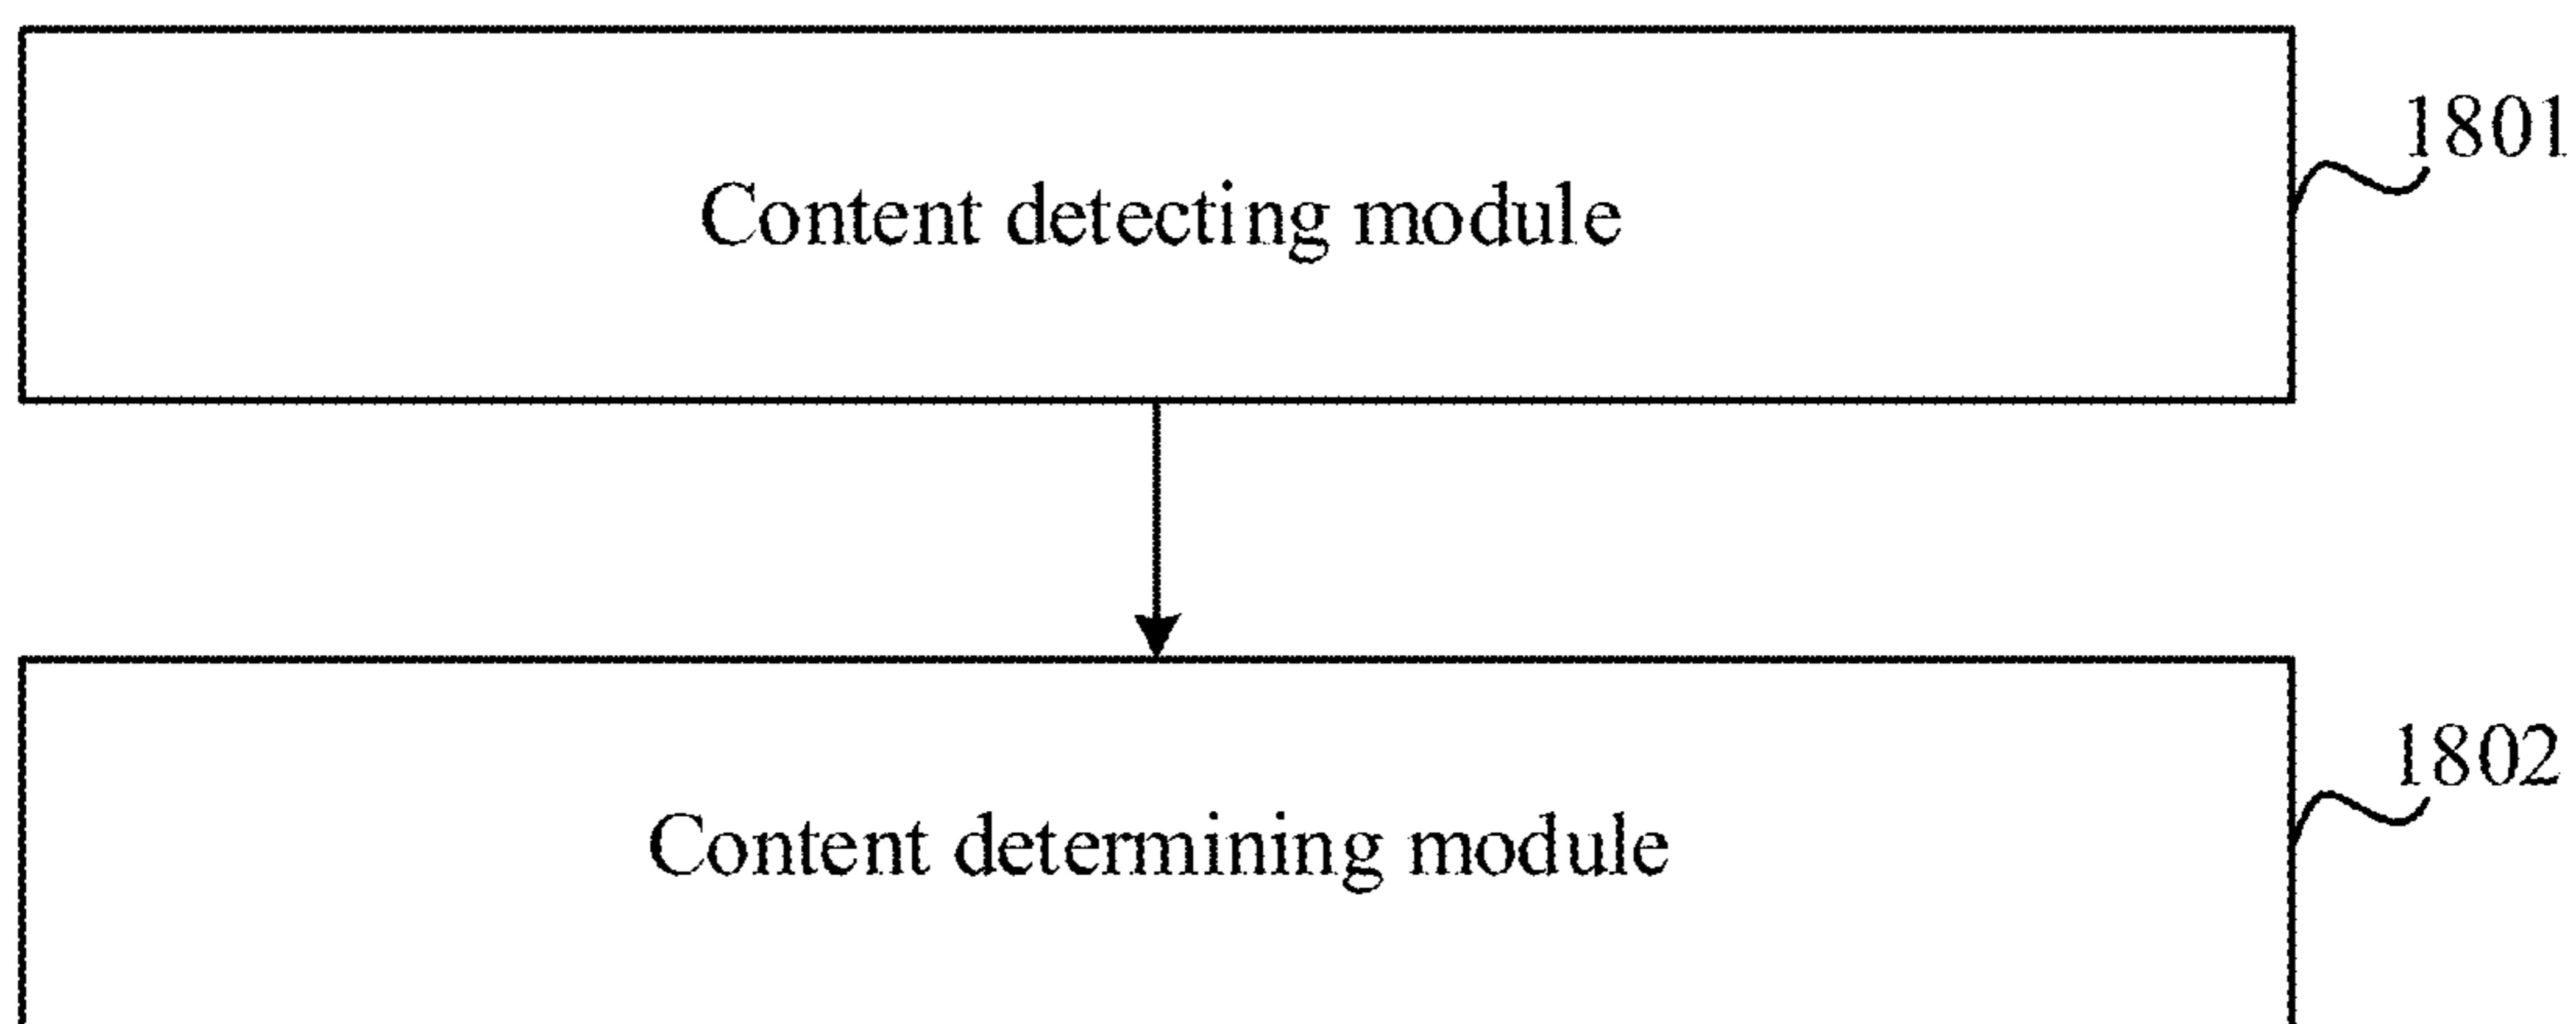 1801
Content detecting module
1802
Content determining module